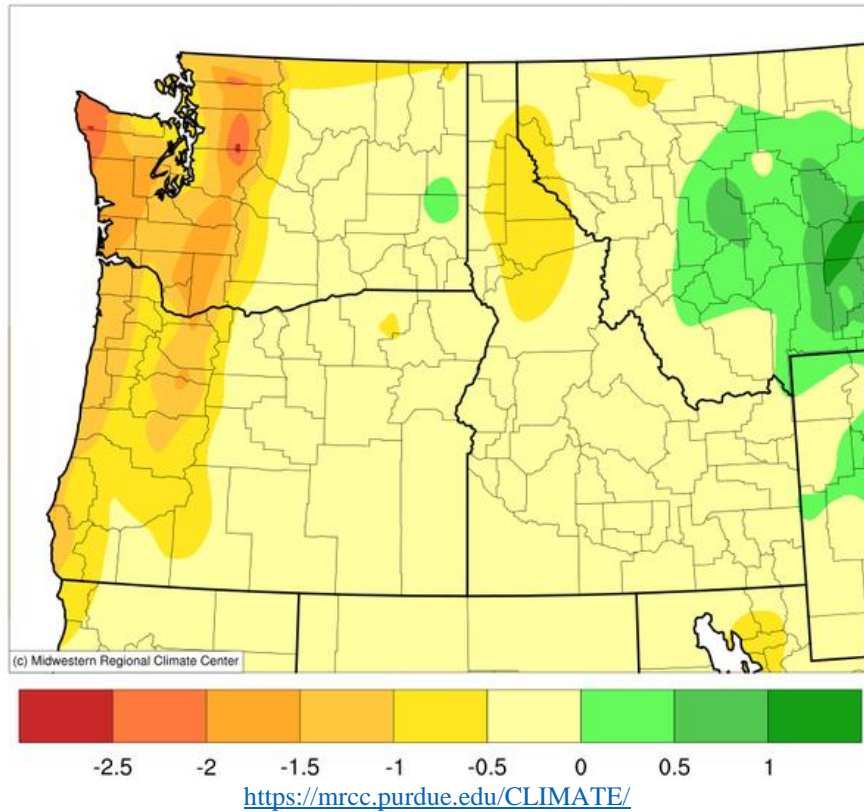 (c) Midwestern Regional Climate Center
-2.5 -2 -1.5 -1 -0.5 0 0.5 1
https://mrcc.purdue.edu/CLIMATE/